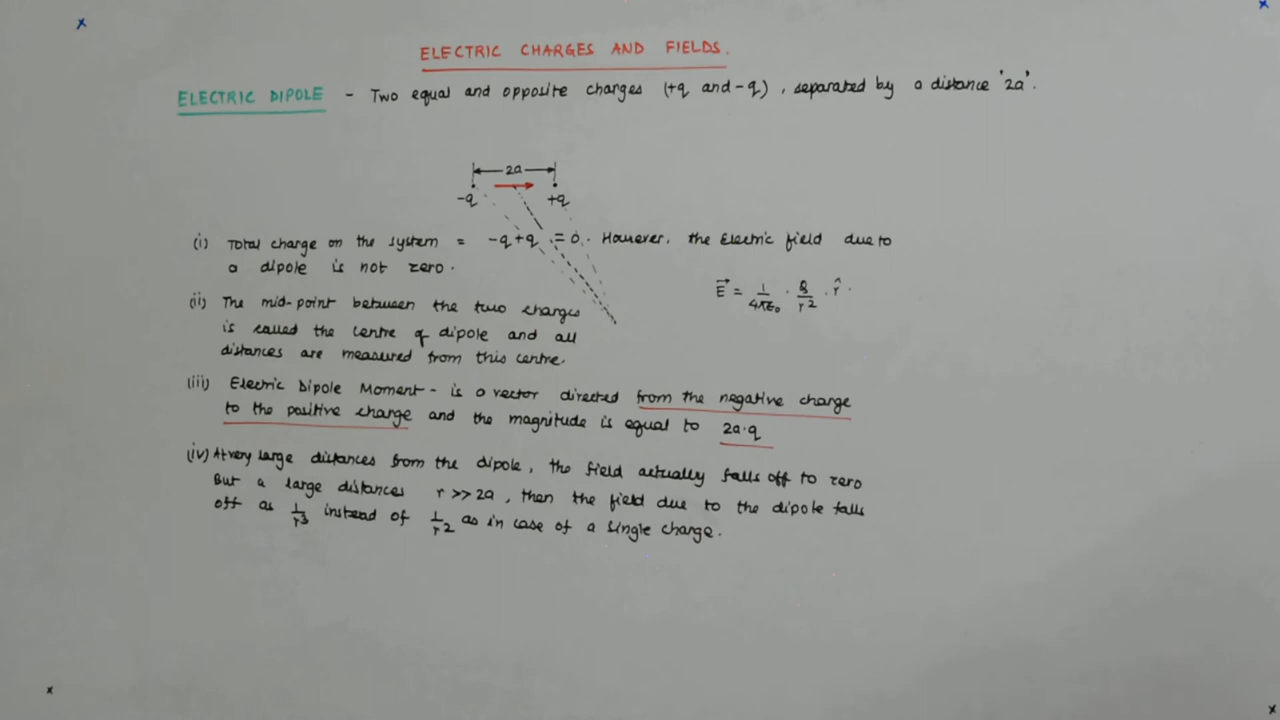 ELECTRIC CHARGES AND FIELDS.
ELECTRIC DIPOLE - Two equal and opposite charges (+q and -q), separated by a distance '2a'.
2a
-q +q
(i) Total charge on the system = -q+q = 0. However, the Electric field due to
a dipole is not zero.
E⃗ = 1/4πε₀ · Q/r² · r̂.
(ii) The mid-point between the two charges
is called the centre of dipole and all
distances are measured from this centre.
(iii) Electric Dipole Moment - is a vector directed from the negative charge
to the positive charge and the magnitude is equal to 2a·q
(iv) At very large distances from the dipole, the field actually falls off to zero
But a large distances r >> 2a, then the field due to the dipole falls
off as 1/r³ instead of 1/r² as in case of a single charge.